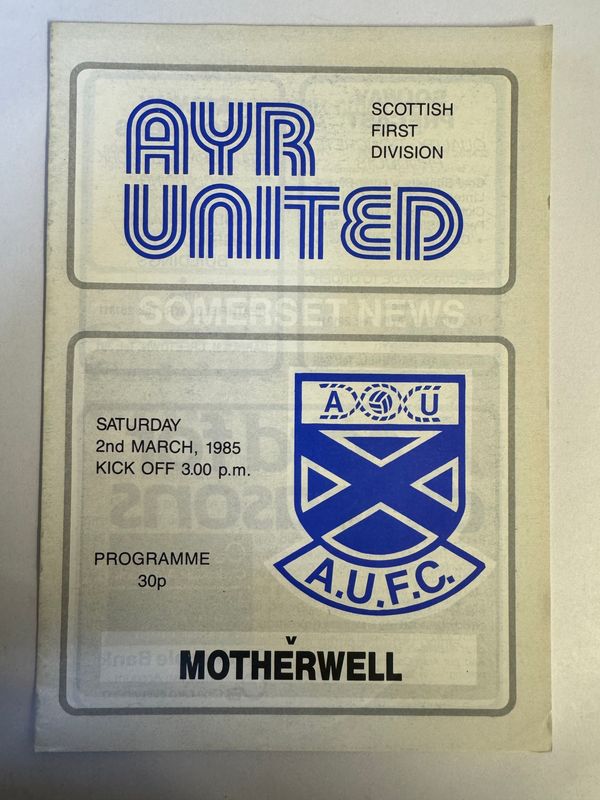 AYR
UNITED
SCOTTISH
FIRST
DIVISION
SOMERSET NEWS
SATURDAY
2nd MARCH, 1985
KICK OFF 3.00 p.m.
PROGRAMME
30p
A U
A.U.F.C.
v
MOTHERWELL